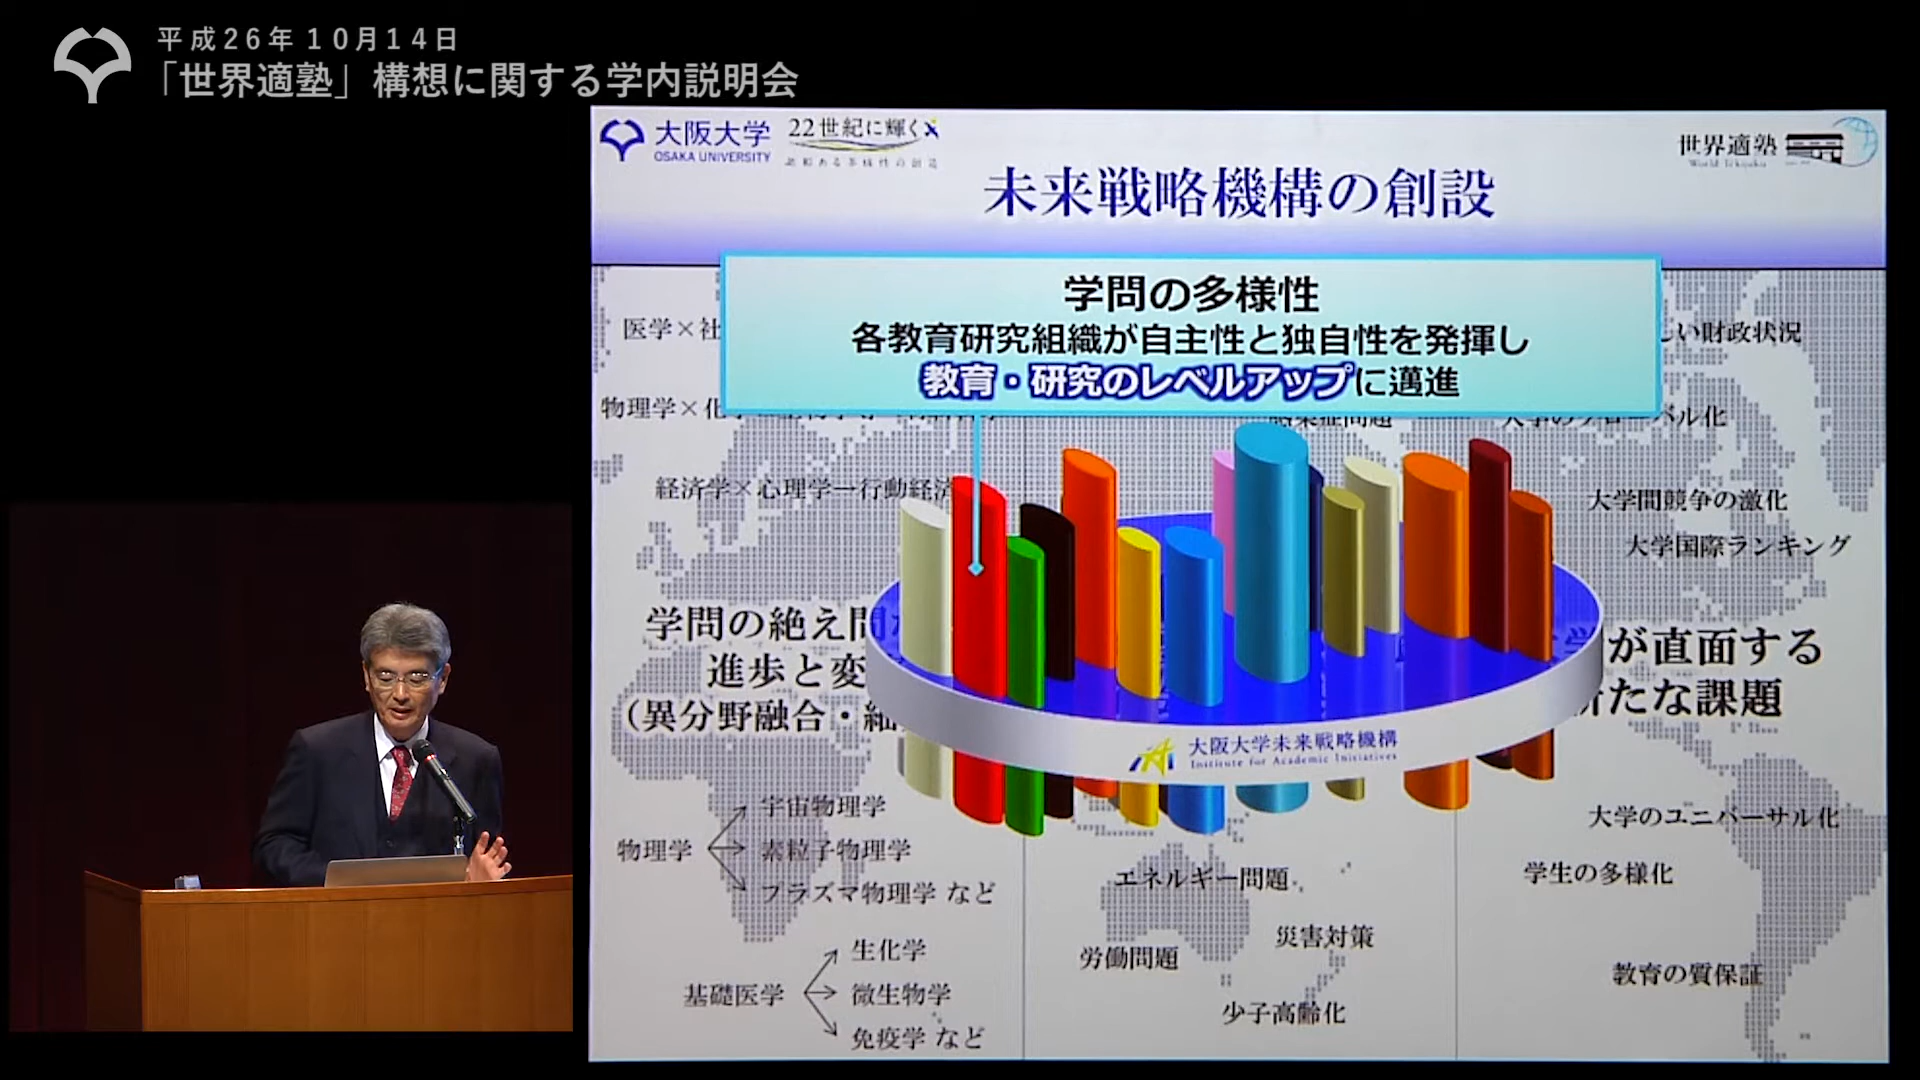 平成26年10月14日
「世界適塾」構想に関する学内説明会
大阪大学
OSAKA UNIVERSITY
22世紀に輝く
世界適塾
World Tekijuku
未来戦略機構の創設
学問の多様性
各教育研究組織が自主性と独自性を発揮し
教育・研究のレベルアップに邁進
医学×社
しい財政状況
物理学×化
経済学×心理学―行動経済
大学間競争の激化
大学国際ランキング
学問の絶え間
進歩と変
(異分野融合・細
が直面する
新たな課題
大阪大学未来戦略機構
Institute for Academic Initiatives
物理学
宇宙物理学
素粒子物理学
プラズマ物理学 など
基礎医学
生化学
微生物学
免疫学 など
エネルギー問題
災害対策
労働問題
少子高齢化
大学のユニバーサル化
学生の多様化
教育の質保証